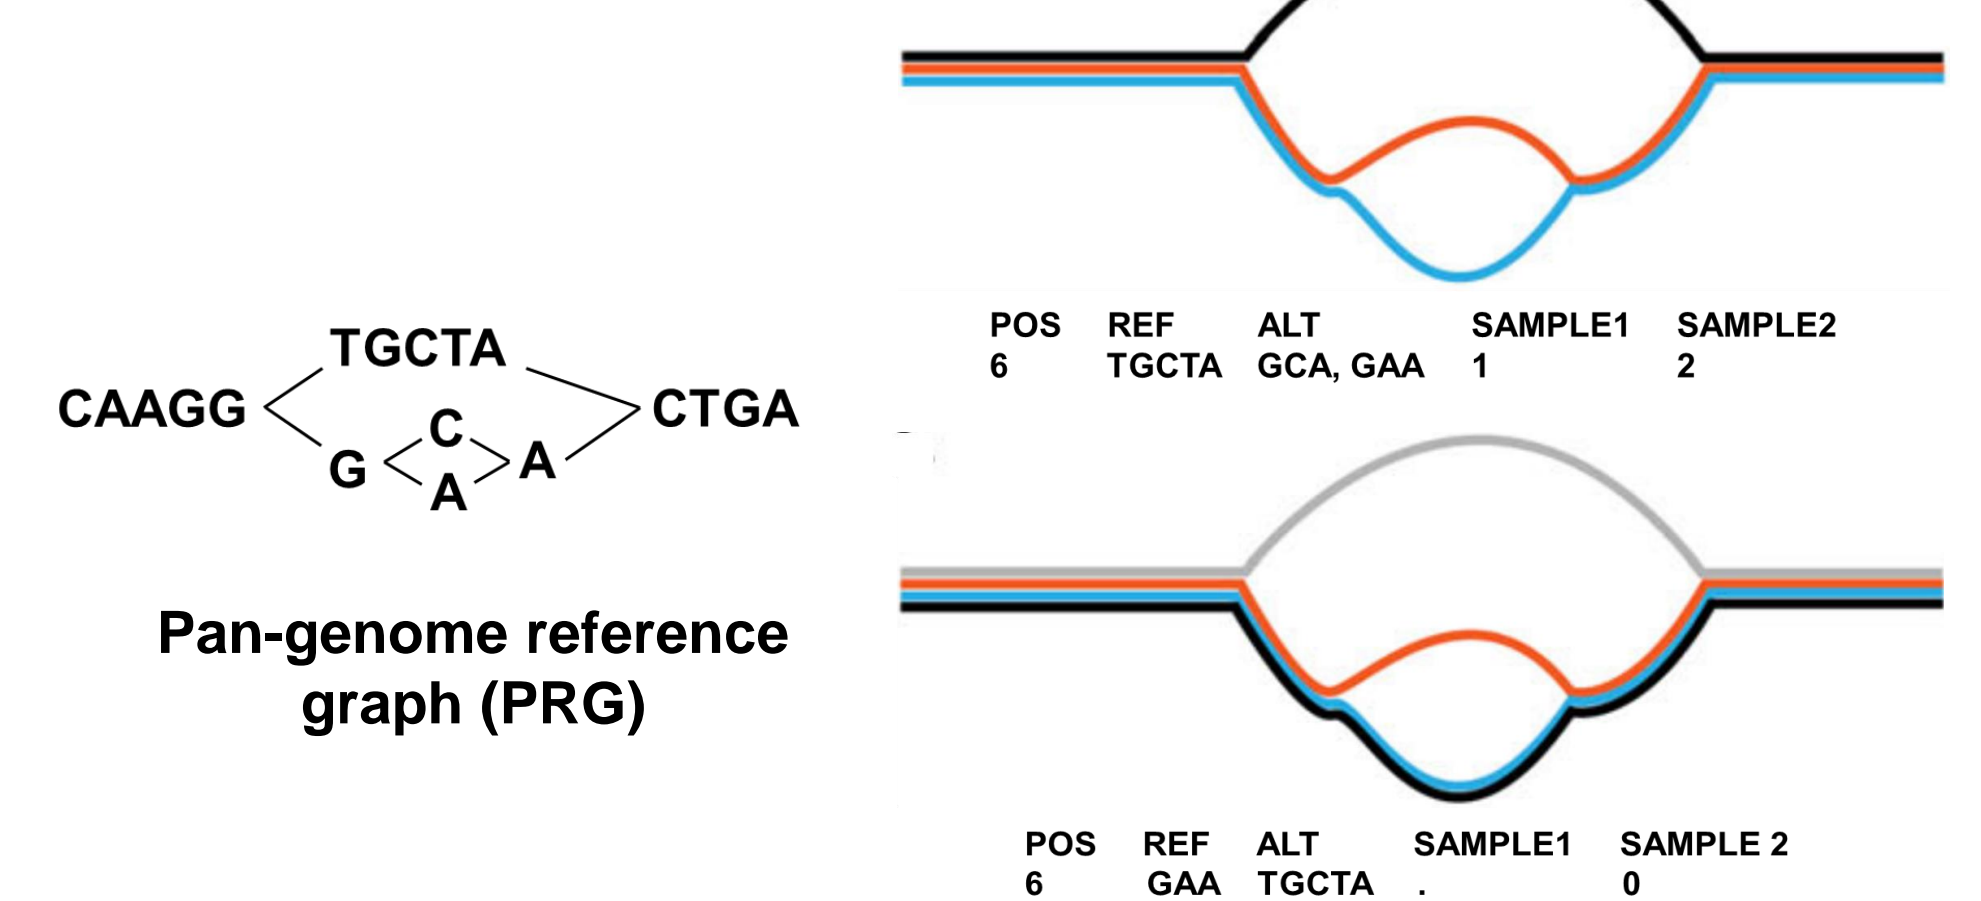 TGCTA
CAAGG
C
CTGA
G
A
A
Pan-genome reference
graph (PRG)
POS REF ALT SAMPLE1 SAMPLE2
6 TGCTA GCA, GAA 1 2
POS REF ALT SAMPLE1 SAMPLE 2
6 GAA TGCTA . 0